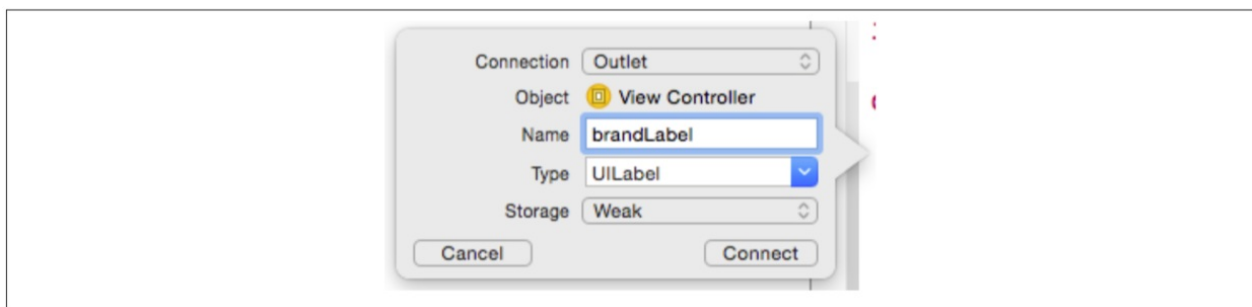 Connection Outlet
Object View Controller
Name brandLabel
Type UILabel
Storage Weak
Cancel Connect